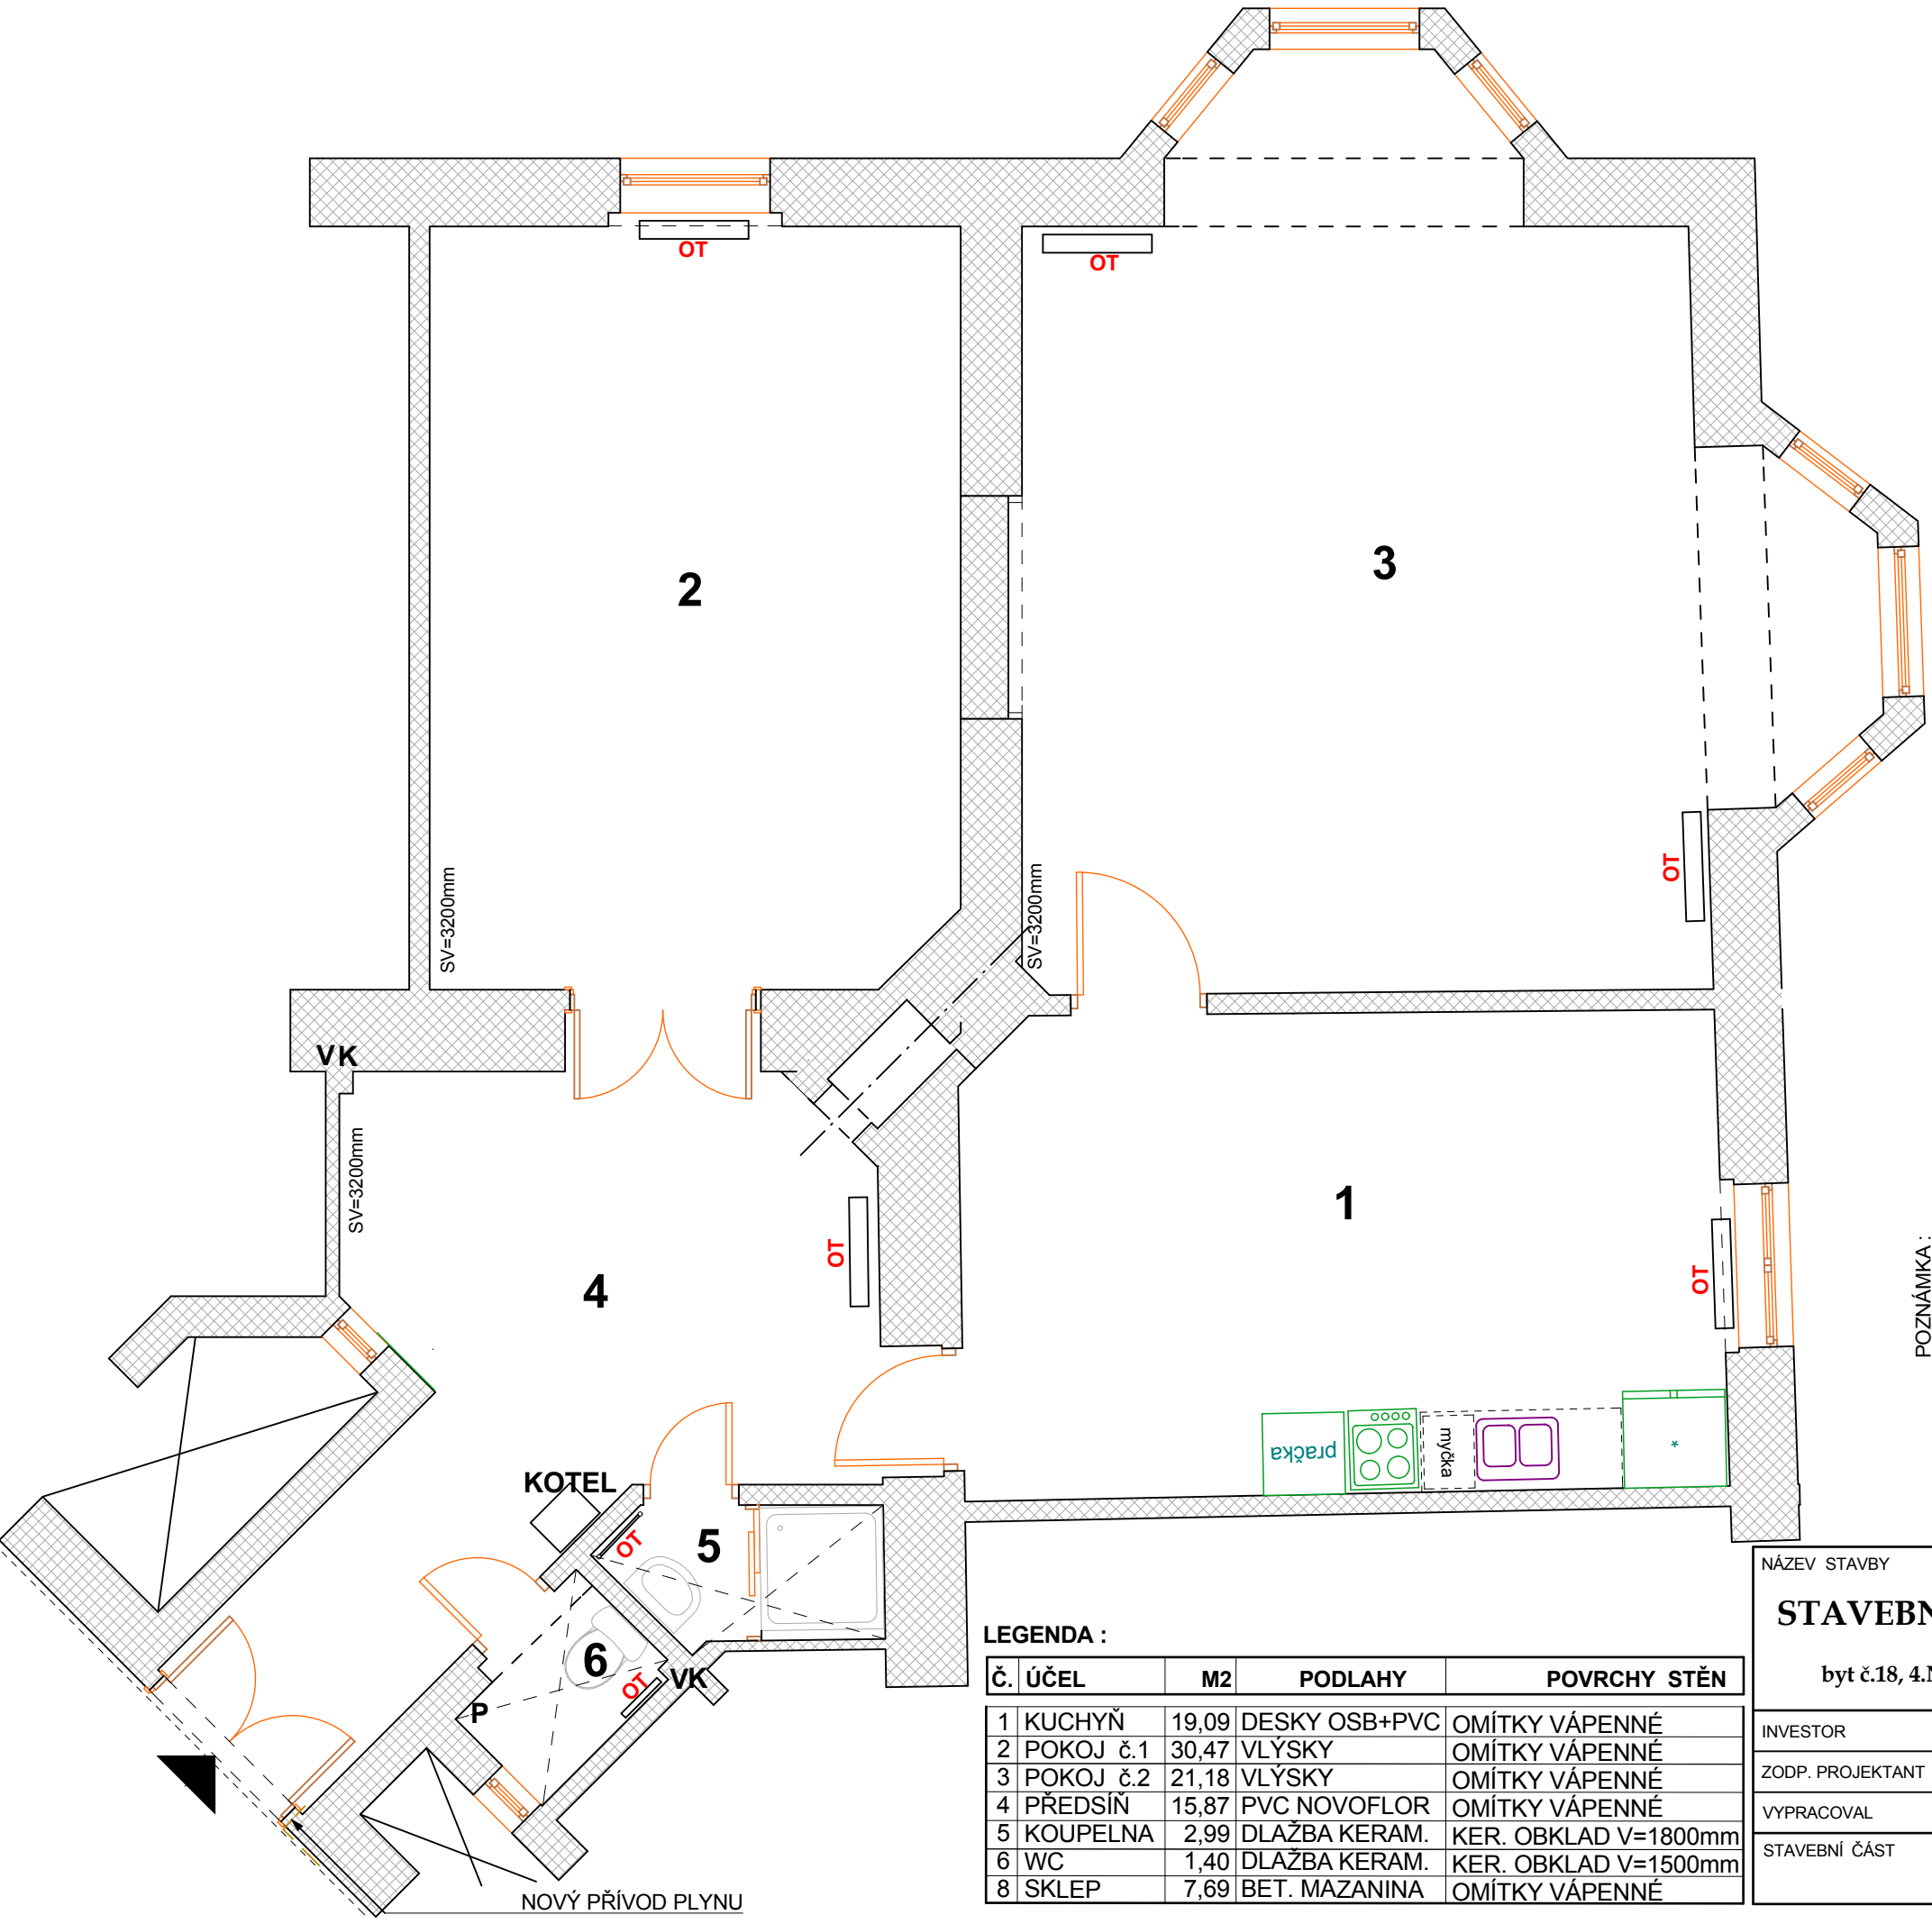 OT
OT
2
3
SV=3200mm
SV=3200mm
OT
VK
SV=3200mm
1
4
OT
OT
POZNÁMKA :
pračka
myčka
*
KOTEL
OT
5
6
OT
VK
P
NOVÝ PŘÍVOD PLYNU
LEGENDA :
Č. ÚČEL M2 PODLAHY POVRCHY STĚN
1 KUCHYŇ 19,09 DESKY OSB+PVC OMÍTKY VÁPENNÉ
2 POKOJ č.1 30,47 VLÝSKY OMÍTKY VÁPENNÉ
3 POKOJ č.2 21,18 VLÝSKY OMÍTKY VÁPENNÉ
4 PŘEDSÍŇ 15,87 PVC NOVOFLOR OMÍTKY VÁPENNÉ
5 KOUPELNA 2,99 DLAŽBA KERAM. KER. OBKLAD V=1800mm
6 WC 1,40 DLAŽBA KERAM. KER. OBKLAD V=1500mm
8 SKLEP 7,69 BET. MAZANINA OMÍTKY VÁPENNÉ
NÁZEV STAVBY
STAVEBN
byt č.18, 4.
INVESTOR
ZODP. PROJEKTANT
VYPRACOVAL
STAVEBNÍ ČÁST